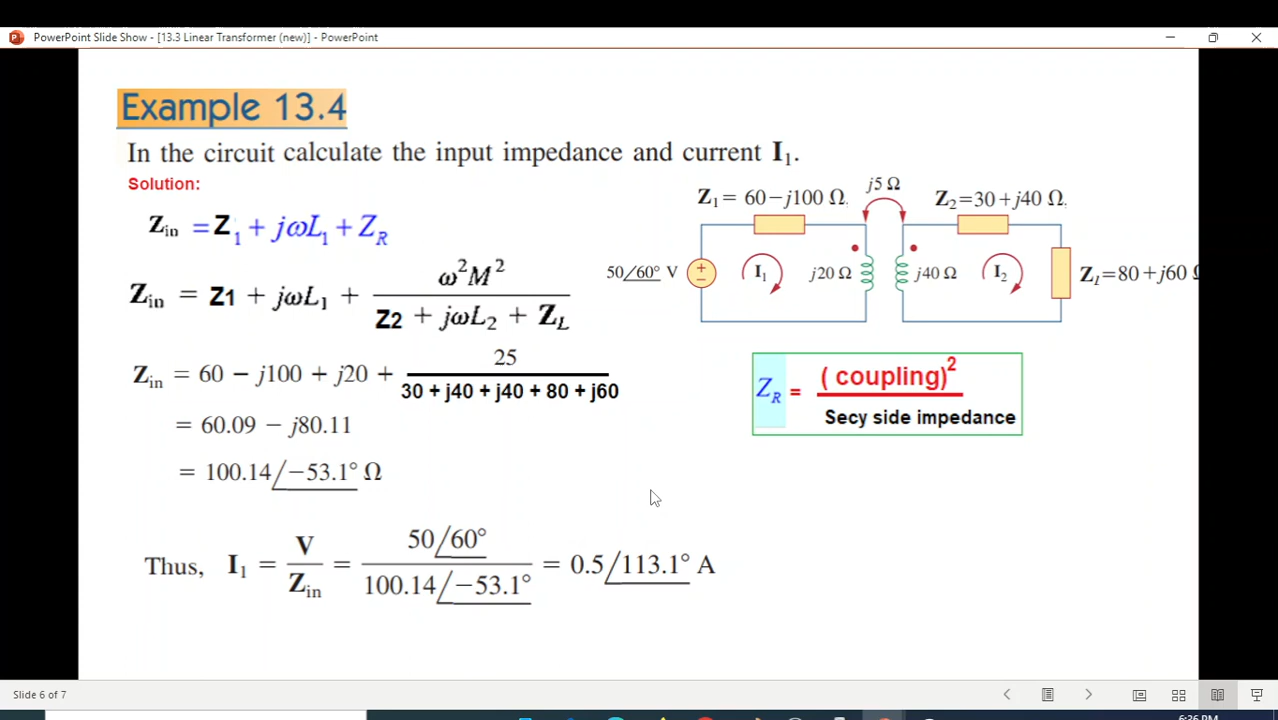 PowerPoint Slide Show - [13.3 Linear Transformer (new)] - PowerPoint
Example 13.4
In the circuit calculate the input impedance and current I₁.
Solution:
Zin = Z₁ + jωL₁ + Z_R
Zin = Z1 + jωL₁ + ω²M² / (Z2 + jωL₂ + Z_L)
Zin = 60 − j100 + j20 + 25 / (30 + j40 + j40 + 80 + j60)
= 60.09 − j80.11
= 100.14∠−53.1° Ω
Thus, I₁ = V / Zin = 50∠60° / 100.14∠−53.1° = 0.5∠113.1° A
j5 Ω
Z₁ = 60 − j100 Ω.
Z₂=30 + j40 Ω.
50∠60° V
+
−
I₁
j20 Ω
j40 Ω
I₂
Z_L=80 + j60
Z_R = ( coupling)² / Secy side impedance
Slide 6 of 7